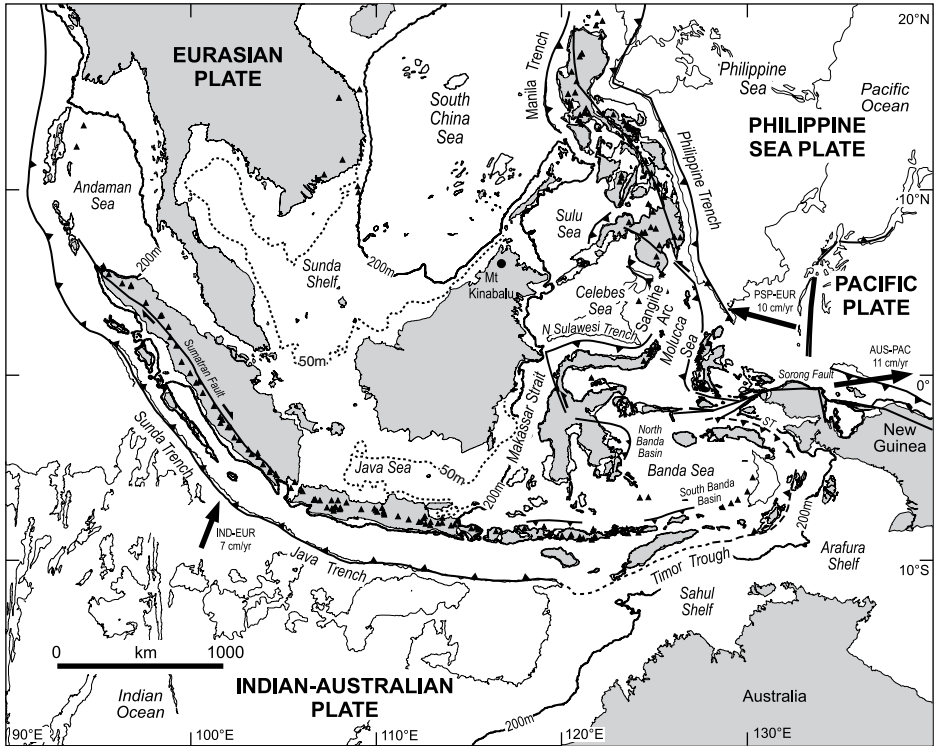 20°N
EURASIAN
PLATE
Manila Trench
Philippine
Sea
Pacific
Ocean
South
China
Sea
PHILIPPINE
SEA PLATE
Philippine Trench
Andaman
Sea
10°N
Sulu
Sea
200m
200m
Sunda
Shelf
Mt
Kinabalu
PACIFIC
PLATE
Celebes
Sea
Sangihe
Arc
PSP-EUR
10 cm/yr
Molucca
Sea
N Sulawesi Trench
50m
AUS-PAC
11 cm/yr
Sumatran Fault
Sorong Fault
0°
Makassar Strait
ST
New
Guinea
North
Banda
Basin
Sunda Trench
Java Sea
50m
Banda Sea
200m
South Banda
Basin
200m
IND-EUR
7 cm/yr
Java Trench
Timor Trough
Arafura
Shelf
10°S
Sahul
Shelf
0
km
1000
INDIAN-AUSTRALIAN
PLATE
Indian
Ocean
Australia
200m
90°E
100°E
110°E
120°E
130°E